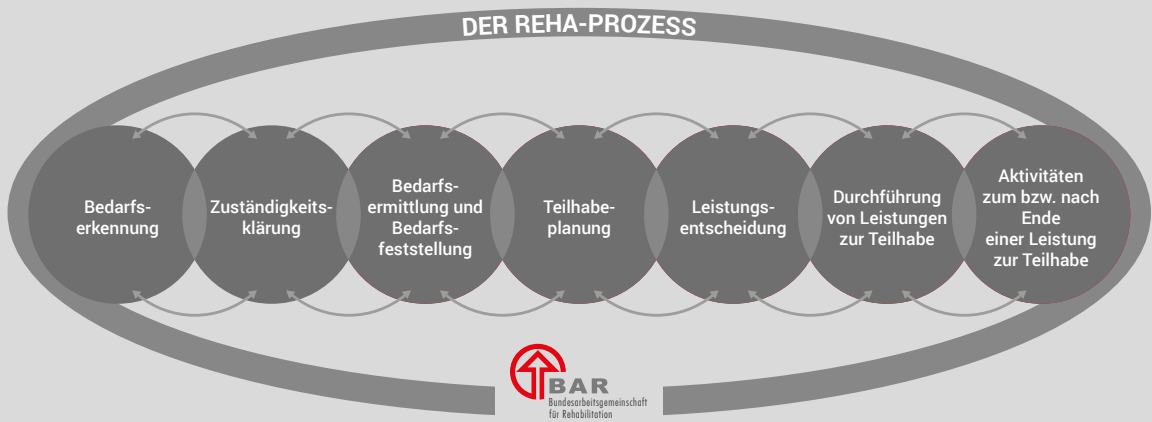 DER REHA-PROZESS
Bedarfs-
erkennung
Zuständigkeits-
klärung
Bedarfs-
ermittlung und
Bedarfs-
feststellung
Teilhabe-
planung
Leistungs-
entscheidung
Durchführung
von Leistungen
zur Teilhabe
Aktivitäten
zum bzw. nach
Ende
einer Leistung
zur Teilhabe
BAR
Bundesarbeitsgemeinschaft
für Rehabilitation